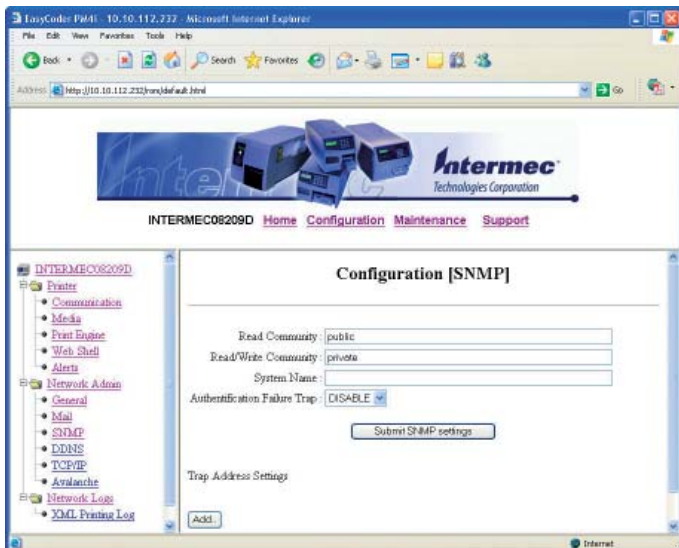 EasyCoder PM4i - 10.10.112.232 - Microsoft Internet Explorer
File Edit View Favorites Tools Help
Back Search Favorites
Address http://10.10.112.232/rom/default.html Go
Intermec
Technologies Corporation
INTERMEC08209D Home Configuration Maintenance Support
INTERMEC08209D
Printer
Communication
Media
Print Engine
Web Shell
Alerts
Network Admin
General
Mail
SNMP
DDNS
TCP/IP
Avalanche
Network Logs
XML Printing Log
Configuration [SNMP]
Read Community : public
Read/Write Community : private
System Name :
Authentification Failure Trap : DISABLE
Submit SNMP settings
Trap Address Settings
Add..
Internet